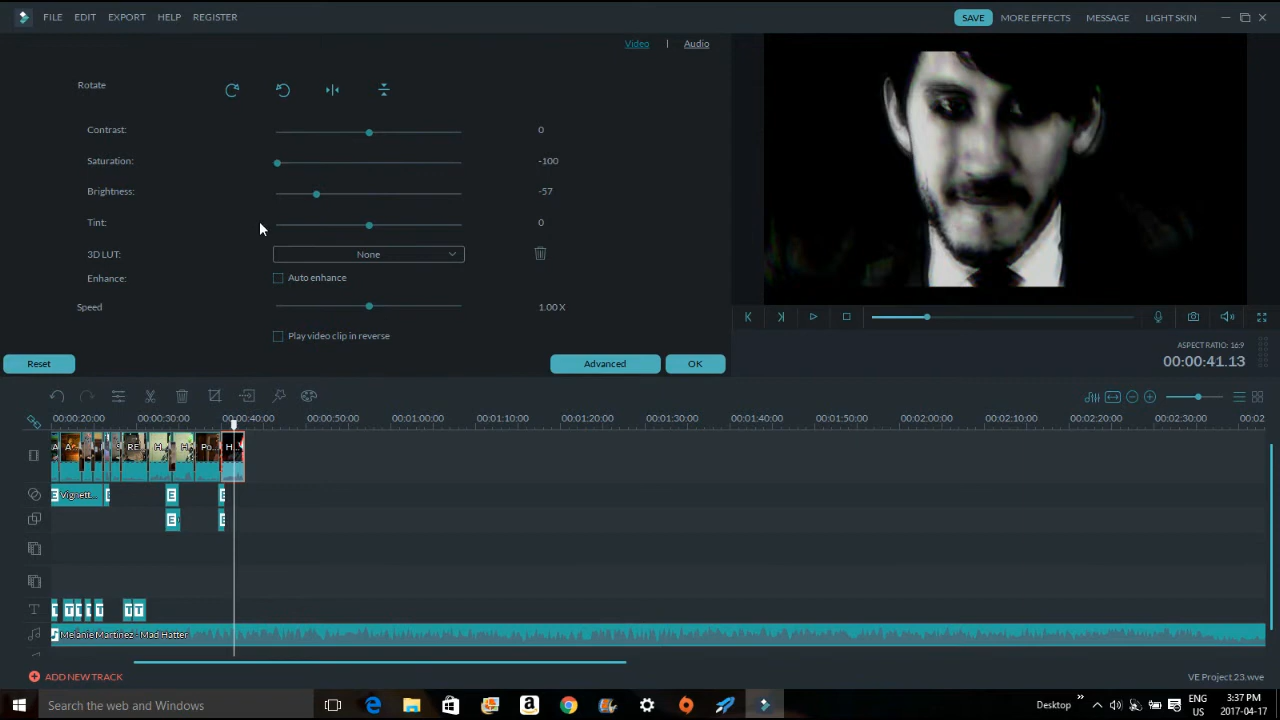 FILE EDIT EXPORT HELP REGISTER SAVE MORE EFFECTS MESSAGE LIGHT SKIN
Video | Audio
Rotate
Contrast: 0
Saturation: -100
Brightness: -57
Tint: 0
3D LUT: None
Enhance: Auto enhance
Speed 1.00 X
Play video clip in reverse
ASPECT RATIO: 16:9
00:00:41.13
Reset Advanced OK
00:00:20:00 00:00:30:00 00:00:40:00 00:00:50:00 00:01:00:00 00:01:10:00 00:01:20:00 00:01:30:00 00:01:40:00 00:01:50:00 00:02:00:00 00:02:10:00 00:02:20:00 00:02:30:00 00:02
RE... H... H... Po... H...
E Vignett... E E E
E E
T T T T T T T
Melanie Martinez - Mad Hatter
ADD NEW TRACK VE Project 23.wve
Search the web and Windows Desktop ENG 3:37 PM
US 2017-04-17